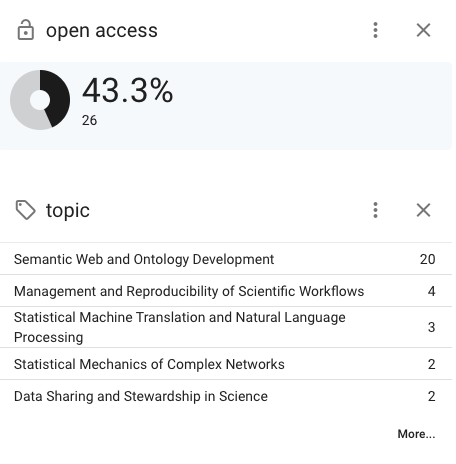 open access
43.3%
26
topic
Semantic Web and Ontology Development 20
Management and Reproducibility of Scientific Workflows 4
Statistical Machine Translation and Natural Language
Processing 3
Statistical Mechanics of Complex Networks 2
Data Sharing and Stewardship in Science 2
More...